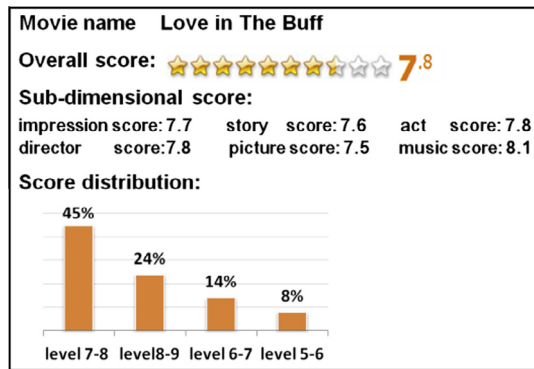 Movie name Love in The Buff
Overall score: 7.8
Sub-dimensional score:
impression score: 7.7 story score: 7.6 act score: 7.8
director score: 7.8 picture score: 7.5 music score: 8.1
Score distribution:
45%
24%
14%
8%
level 7-8 level8-9 level 6-7 level 5-6